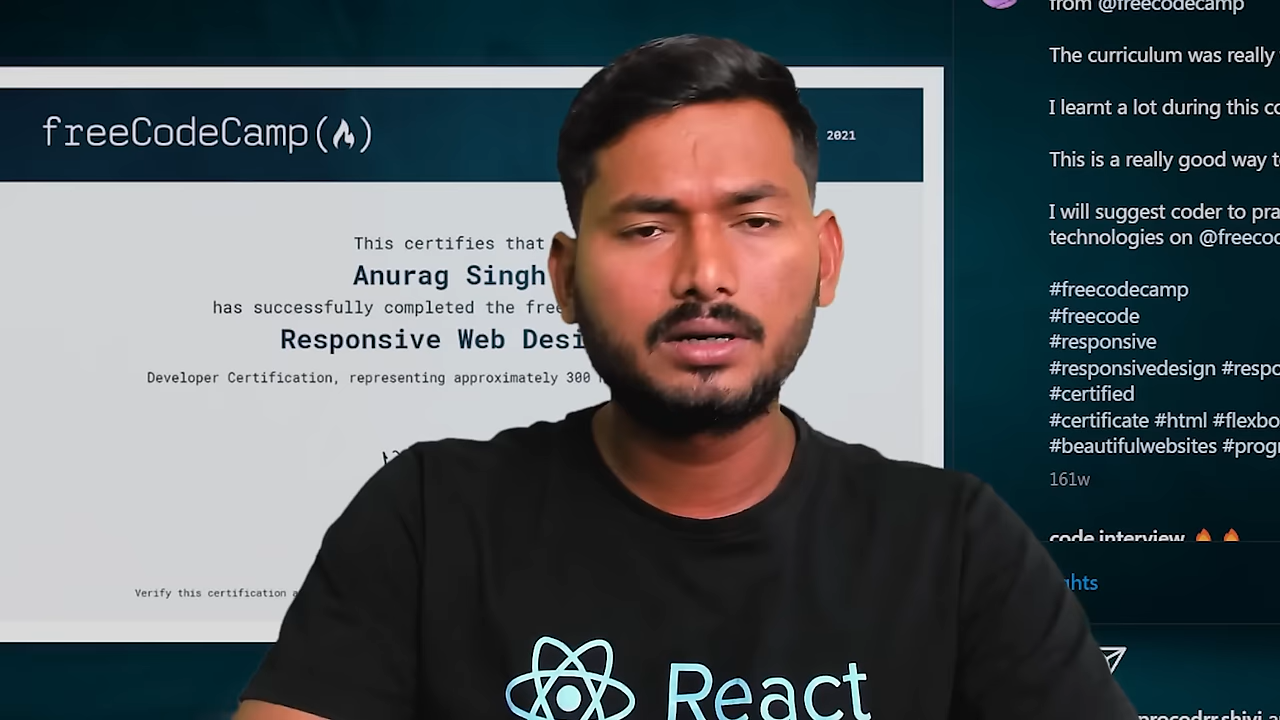 freeCodeCamp(🔥)
2021
This certifies that
Anurag Singh
has successfully completed the free
Responsive Web Desi
Developer Certification, representing approximately 300
Verify this certification a
from @freecodecamp
The curriculum was really
I learnt a lot during this co
This is a really good way t
I will suggest coder to pra
technologies on @freecod
#freecodecamp
#freecode
#responsive
#responsivedesign #respo
#certified
#certificate #html #flexbo
#beautifulwebsites #progr
161w
code interview 🔥 🔥
ghts
React